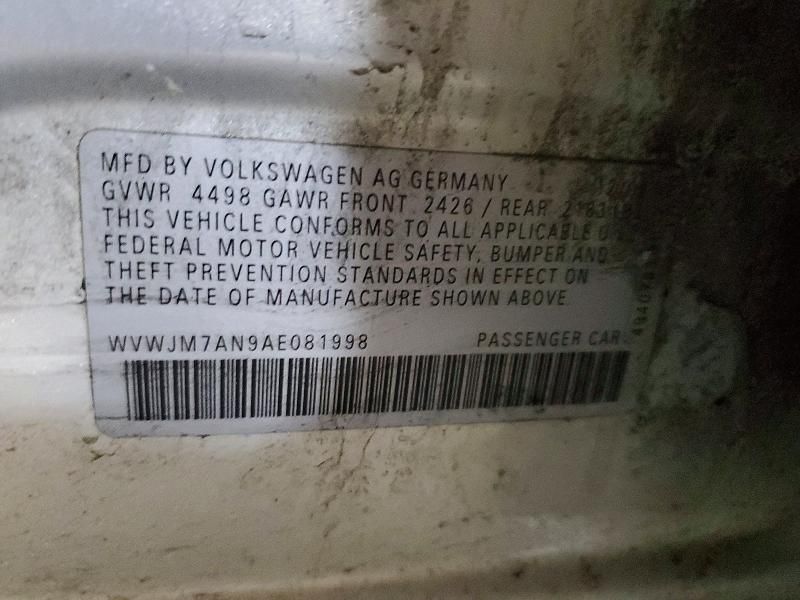 MFD BY VOLKSWAGEN AG GERMANY
GVWR 4498 GAWR FRONT 2426 / REAR
THIS VEHICLE CONFORMS TO ALL APPLICABLE
FEDERAL MOTOR VEHICLE SAFETY, BUMPER AND
THEFT PREVENTION STANDARDS IN EFFECT ON
THE DATE OF MANUFACTURE SHOWN ABOVE.
WVWJM7AN9AE081998 PASSENGER CAR